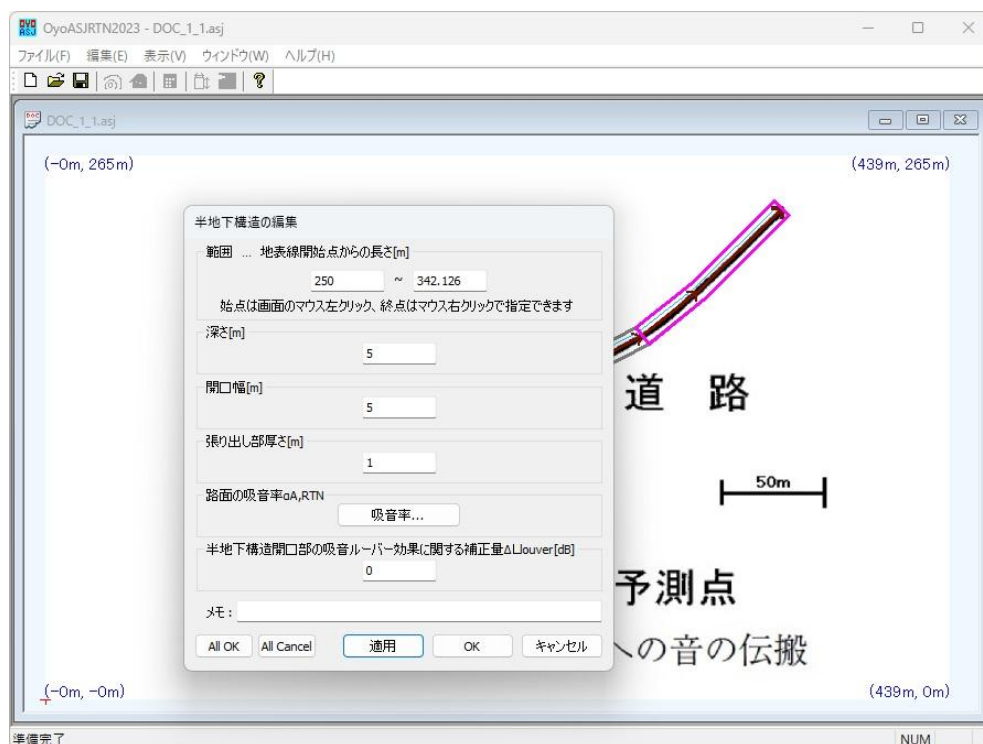 OyoASJRTN2023 - DOC_1_1.asj
ファイル(F) 編集(E) 表示(V) ウィンドウ(W) ヘルプ(H)
DOC_1_1.asj
(-0m, 265m)
(439m, 265m)
半地下構造の編集
範囲 ... 地表線開始点からの長さ[m]
250 ~ 342.126
始点は画面のマウス左クリック、終点はマウス右クリックで指定できます
深さ[m]
5
開口幅[m]
5
張り出し部厚さ[m]
1
路面の吸音率αA,RTN
吸音率...
半地下構造開口部の吸音ルーバー効果に関する補正量ΔLlouver[dB]
0
メモ :
All OK All Cancel 適用 OK キャンセル
道 路
50m
予測点
への音の伝搬
(-0m, -0m)
(439m, 0m)
準備完了
NUM